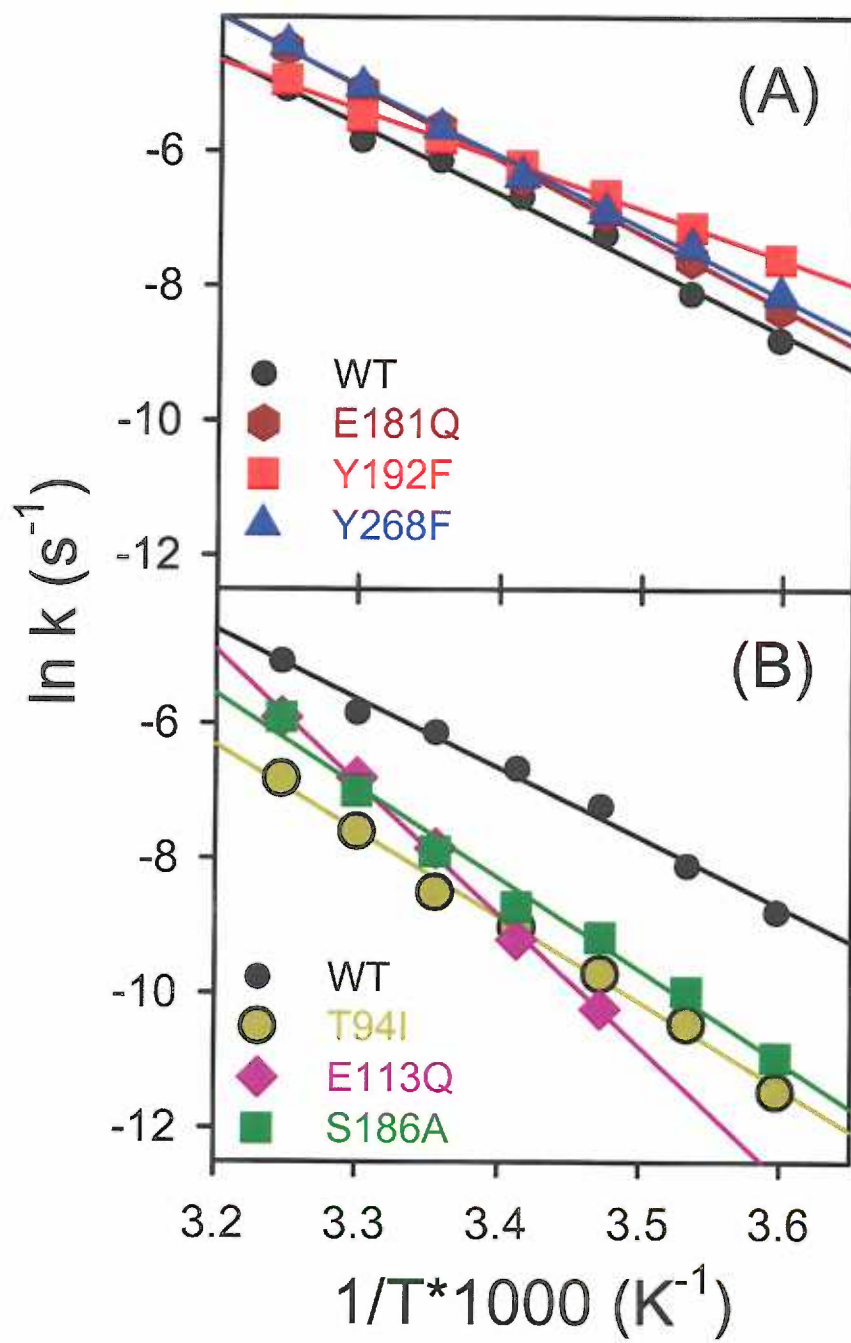 (A)
-6
-8
-10
-12
WT
E181Q
Y192F
Y268F
ln k (s⁻¹)
(B)
-6
-8
-10
-12
WT
T94I
E113Q
S186A
3.2 3.3 3.4 3.5 3.6
1/T*1000 (K⁻¹)